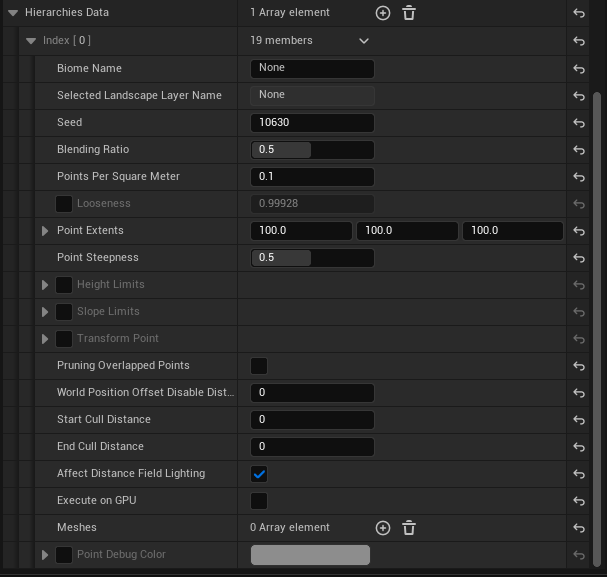 Hierarchies Data 1 Array element
Index [ 0 ] 19 members
Biome Name None
Selected Landscape Layer Name None
Seed 10630
Blending Ratio 0.5
Points Per Square Meter 0.1
Looseness 0.99928
Point Extents 100.0 100.0 100.0
Point Steepness 0.5
Height Limits
Slope Limits
Transform Point
Pruning Overlapped Points
World Position Offset Disable Dist... 0
Start Cull Distance 0
End Cull Distance 0
Affect Distance Field Lighting
Execute on GPU
Meshes 0 Array element
Point Debug Color